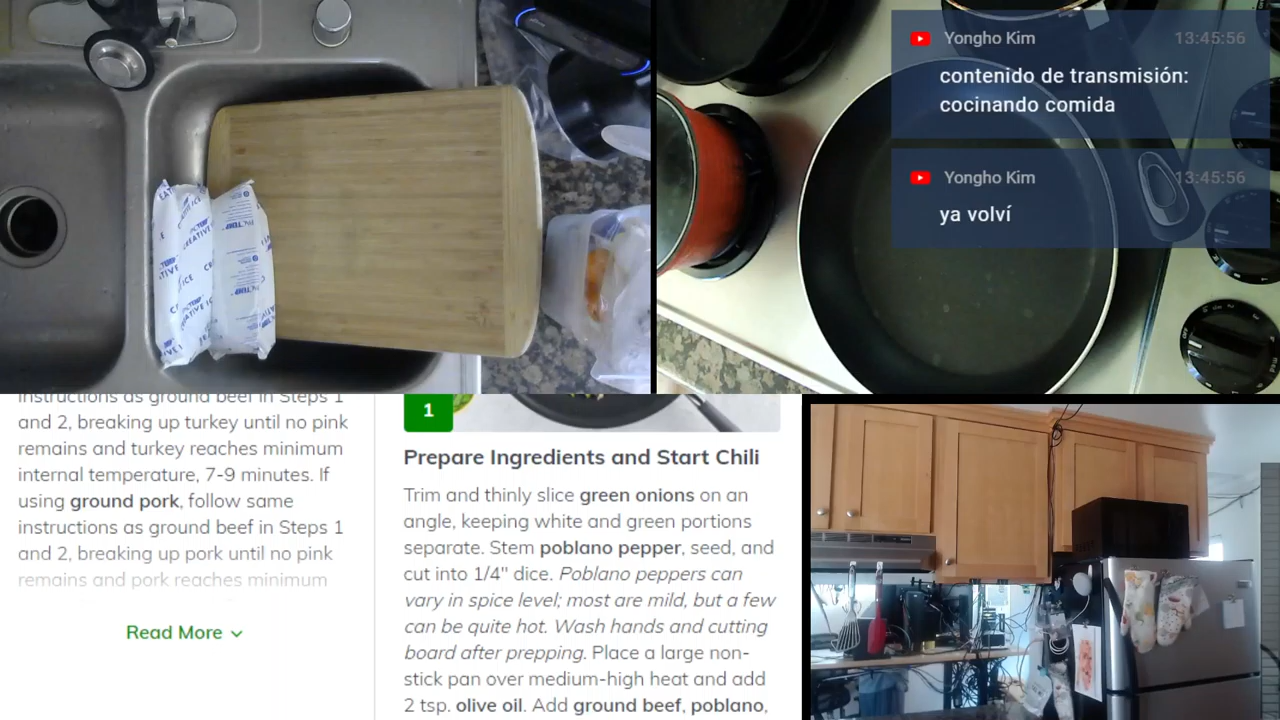 Yongho Kim 13:45:56
contenido de transmisión:
cocinando comida
Yongho Kim 13:45:56
ya volví
instructions as ground beef in Steps 1
and 2, breaking up turkey until no pink
remains and turkey reaches minimum
internal temperature, 7-9 minutes. If
using ground pork, follow same
instructions as ground beef in Steps 1
and 2, breaking up pork until no pink
remains and pork reaches minimum
Read More
1
Prepare Ingredients and Start Chili
Trim and thinly slice green onions on an
angle, keeping white and green portions
separate. Stem poblano pepper, seed, and
cut into 1/4" dice. Poblano peppers can
vary in spice level; most are mild, but a few
can be quite hot. Wash hands and cutting
board after prepping. Place a large non-
stick pan over medium-high heat and add
2 tsp. olive oil. Add ground beef, poblano,